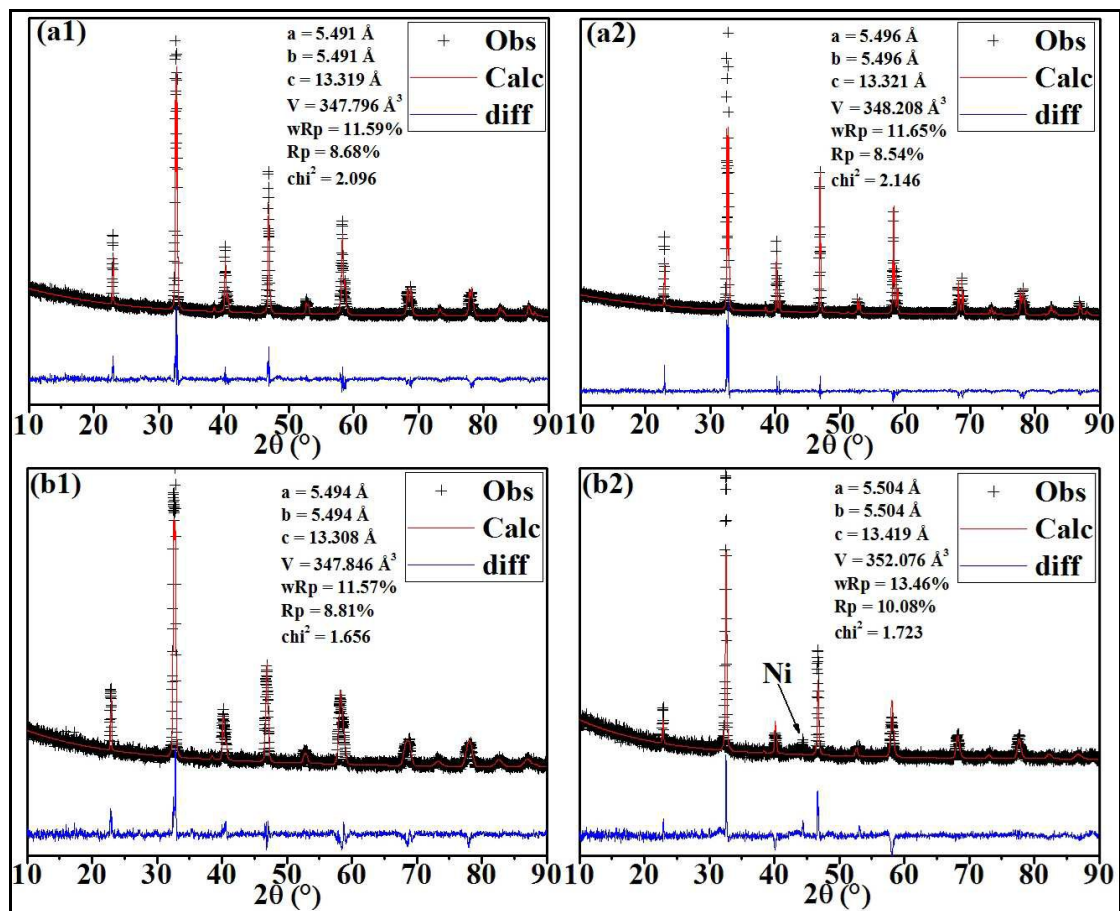 (a1)
a = 5.491 Å
b = 5.491 Å
c = 13.319 Å
V = 347.796 Å³
wRp = 11.59%
Rp = 8.68%
chi² = 2.096
Obs
Calc
diff
10 20 30 40 50 60 70 80 90
2θ (°)
(a2)
a = 5.496 Å
b = 5.496 Å
c = 13.321 Å
V = 348.208 Å³
wRp = 11.65%
Rp = 8.54%
chi² = 2.146
Obs
Calc
diff
10 20 30 40 50 60 70 80 90
2θ (°)
(b1)
a = 5.494 Å
b = 5.494 Å
c = 13.308 Å
V = 347.846 Å³
wRp = 11.57%
Rp = 8.81%
chi² = 1.656
Obs
Calc
diff
10 20 30 40 50 60 70 80 90
2θ (°)
(b2)
a = 5.504 Å
b = 5.504 Å
c = 13.419 Å
V = 352.076 Å³
wRp = 13.46%
Rp = 10.08%
chi² = 1.723
Obs
Calc
diff
Ni
10 20 30 40 50 60 70 80 90
2θ (°)